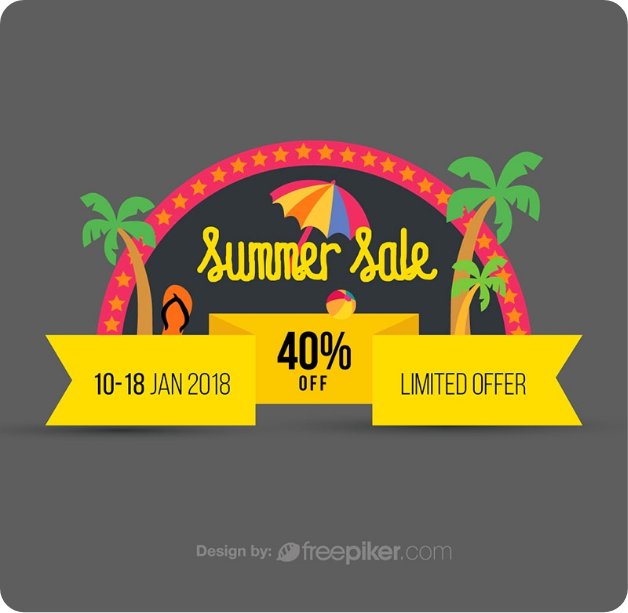 Summer Sale
40%
OFF
10-18 JAN 2018
LIMITED OFFER
Design by: freepiker.com